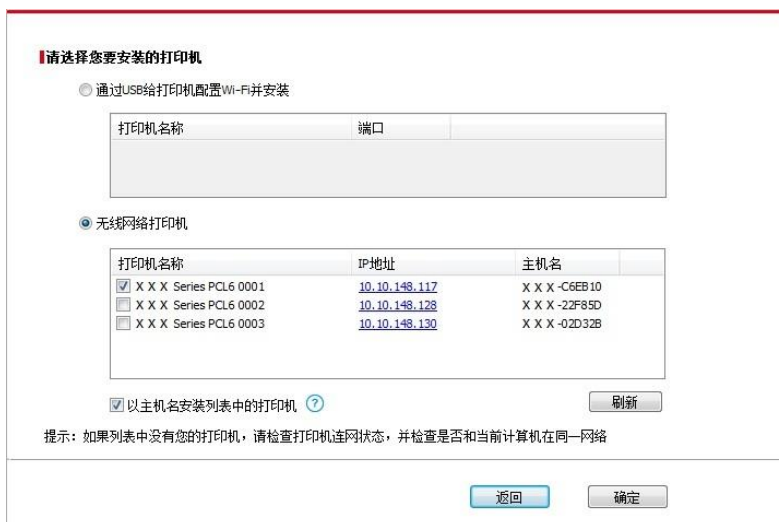 请选择您要安装的打印机
通过USB给打印机配置Wi-Fi并安装
打印机名称 端口
无线网络打印机
打印机名称 IP地址 主机名
X X X Series PCL6 0001 10.10.148.117 X X X -C6EB10
X X X Series PCL6 0002 10.10.148.128 X X X -22F85D
X X X Series PCL6 0003 10.10.148.130 X X X -02D32B
以主机名安装列表中的打印机 ? 刷新
提示：如果列表中没有您的打印机，请检查打印机连网状态，并检查是否和当前计算机在同一网络
返回 确定